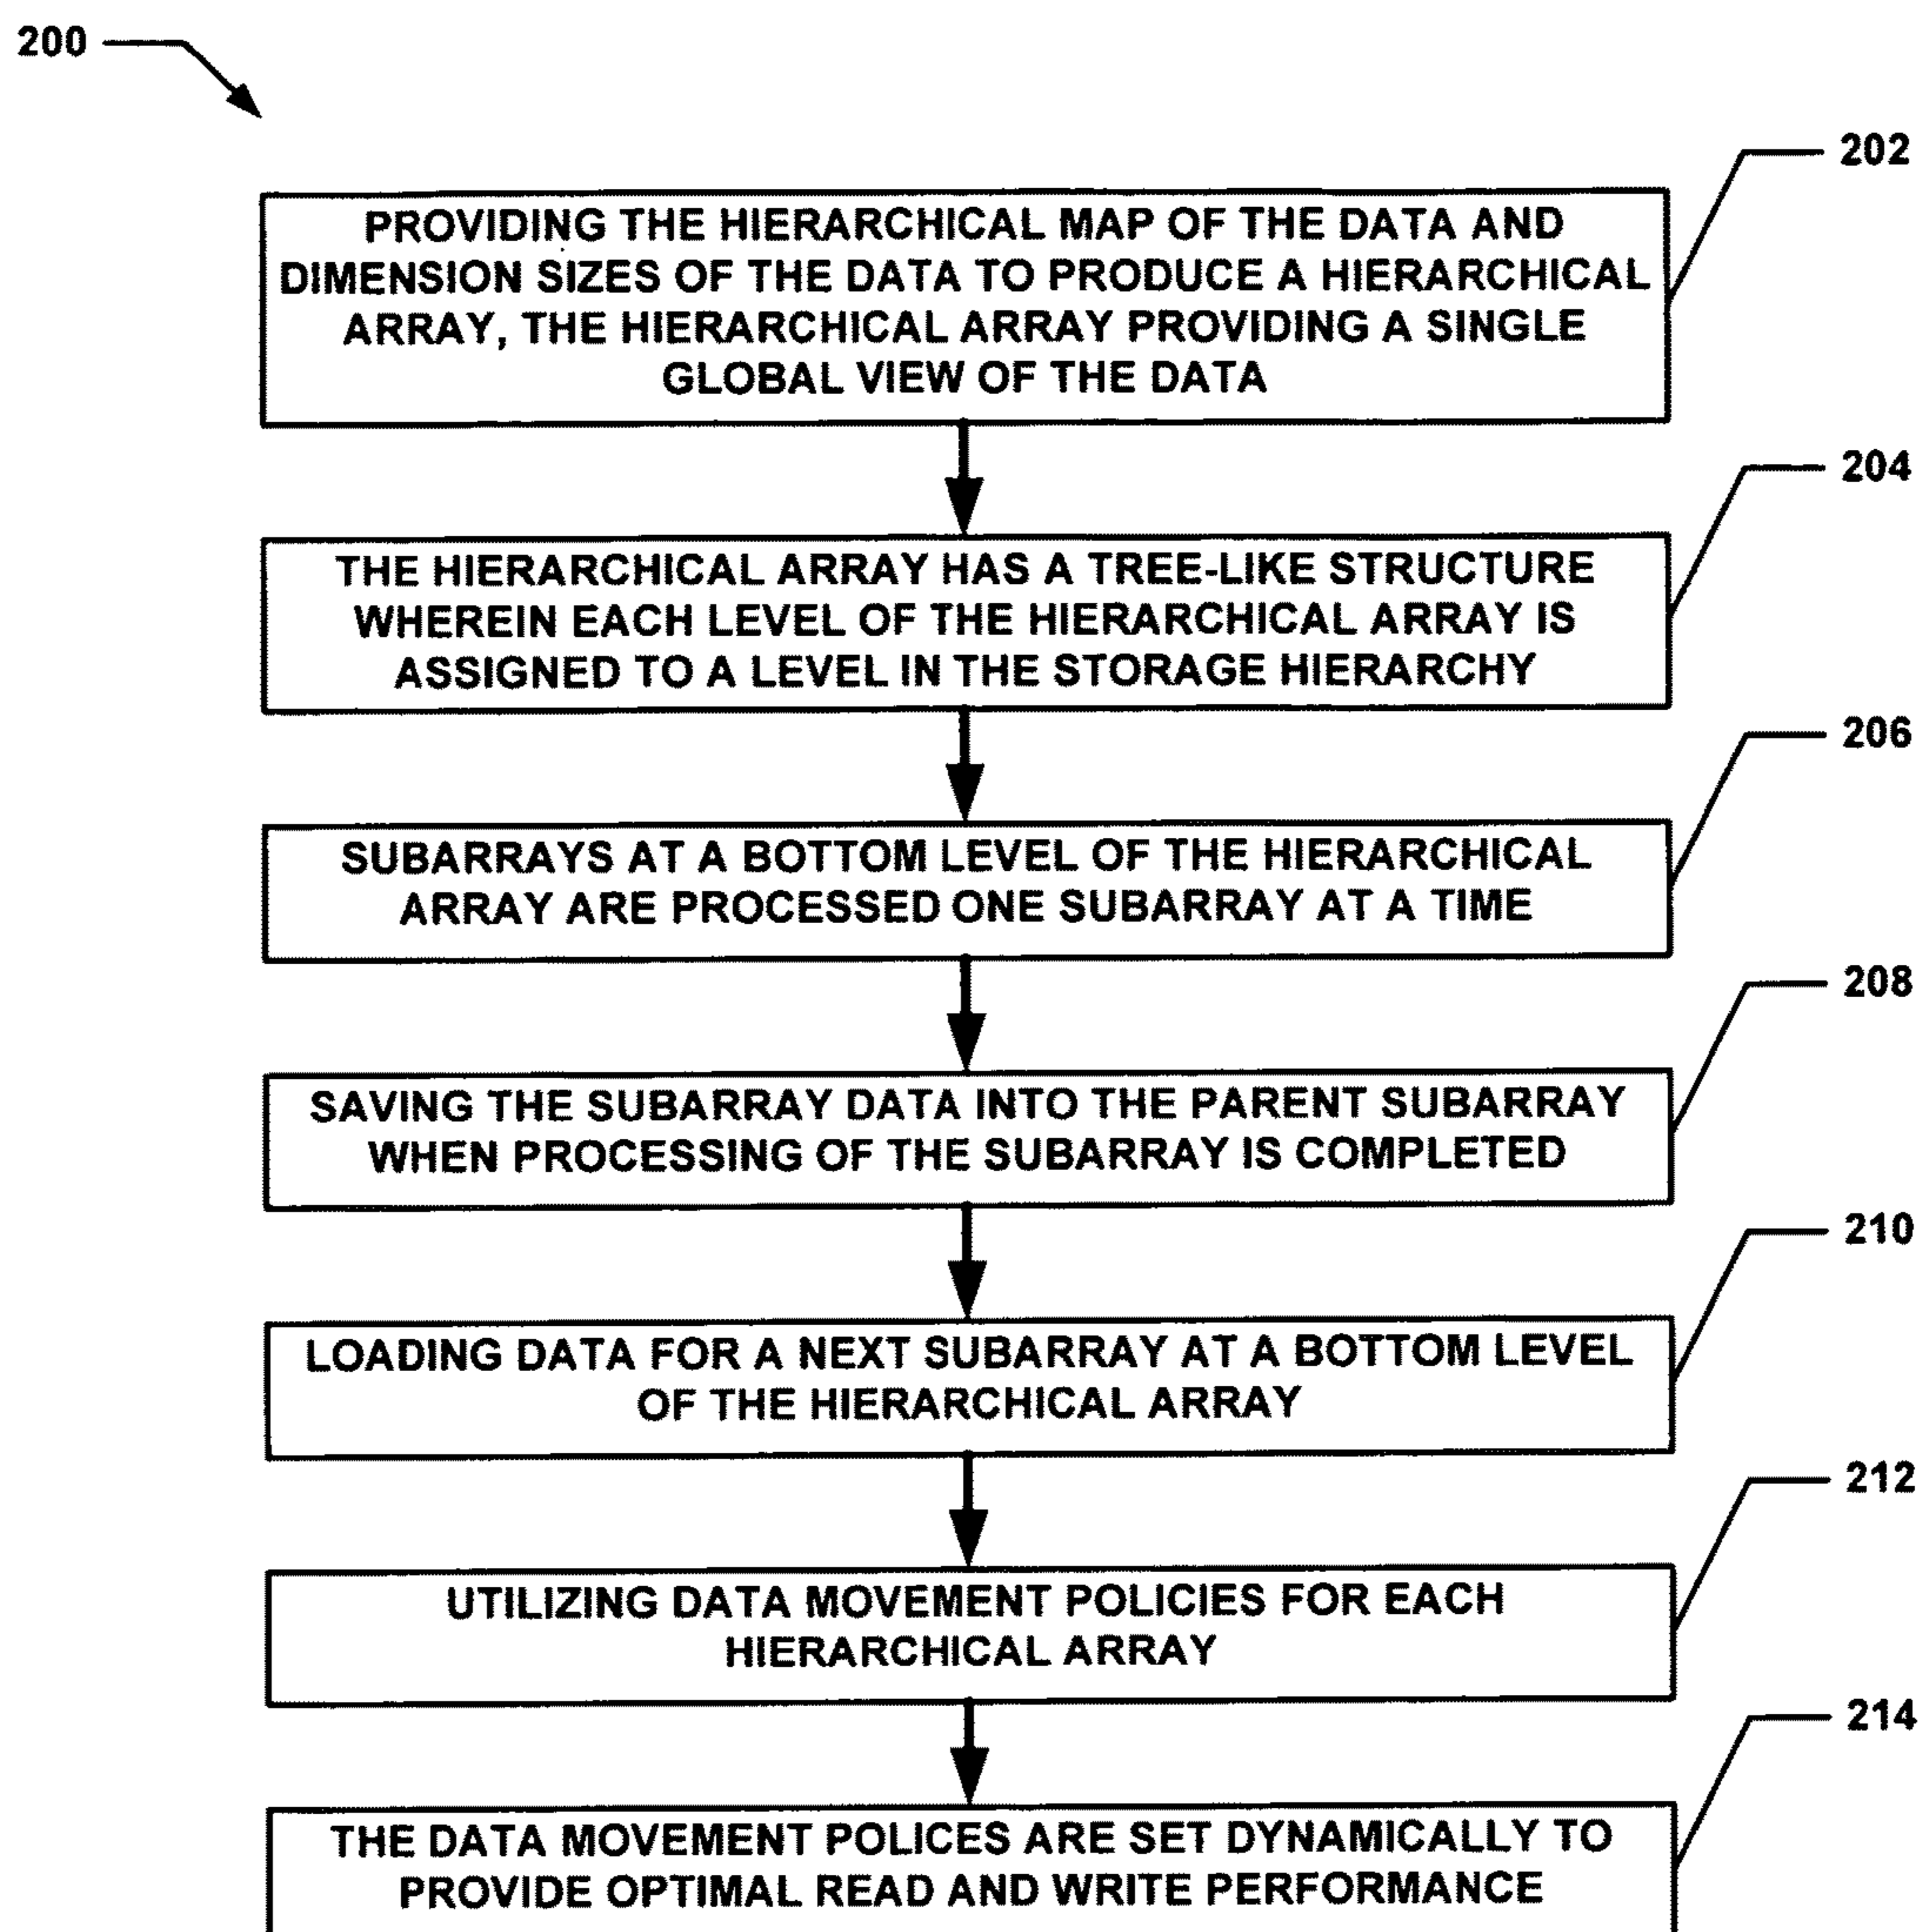 200
202
PROVIDING THE HIERARCHICAL MAP OF THE DATA AND
DIMENSION SIZES OF THE DATA TO PRODUCE A HIERARCHICAL
ARRAY, THE HIERARCHICAL ARRAY PROVIDING A SINGLE
GLOBAL VIEW OF THE DATA
204
THE HIERARCHICAL ARRAY HAS A TREE-LIKE STRUCTURE
WHEREIN EACH LEVEL OF THE HIERARCHICAL ARRAY IS
ASSIGNED TO A LEVEL IN THE STORAGE HIERARCHY
206
SUBARRAYS AT A BOTTOM LEVEL OF THE HIERARCHICAL
ARRAY ARE PROCESSED ONE SUBARRAY AT A TIME
208
SAVING THE SUBARRAY DATA INTO THE PARENT SUBARRAY
WHEN PROCESSING OF THE SUBARRAY IS COMPLETED
210
LOADING DATA FOR A NEXT SUBARRAY AT A BOTTOM LEVEL
OF THE HIERARCHICAL ARRAY
212
UTILIZING DATA MOVEMENT POLICIES FOR EACH
HIERARCHICAL ARRAY
214
THE DATA MOVEMENT POLICES ARE SET DYNAMICALLY TO
PROVIDE OPTIMAL READ AND WRITE PERFORMANCE